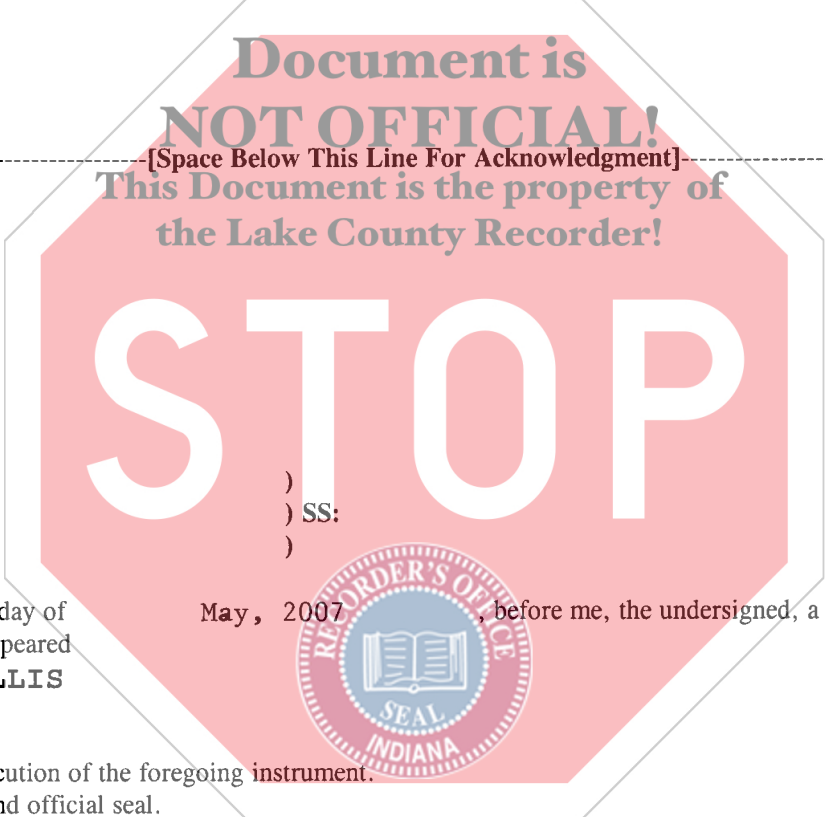 Document is
NOT OFFICIAL!
[Space Below This Line For Acknowledgment]
This Document is the property of
the Lake County Recorder!
STOP
)
) SS:
)
day of May, 2007 , before me, the undersigned, a
peared
LLIS
RECORDER'S OFFICE
SEAL
INDIANA
cution of the foregoing instrument.
nd official seal.